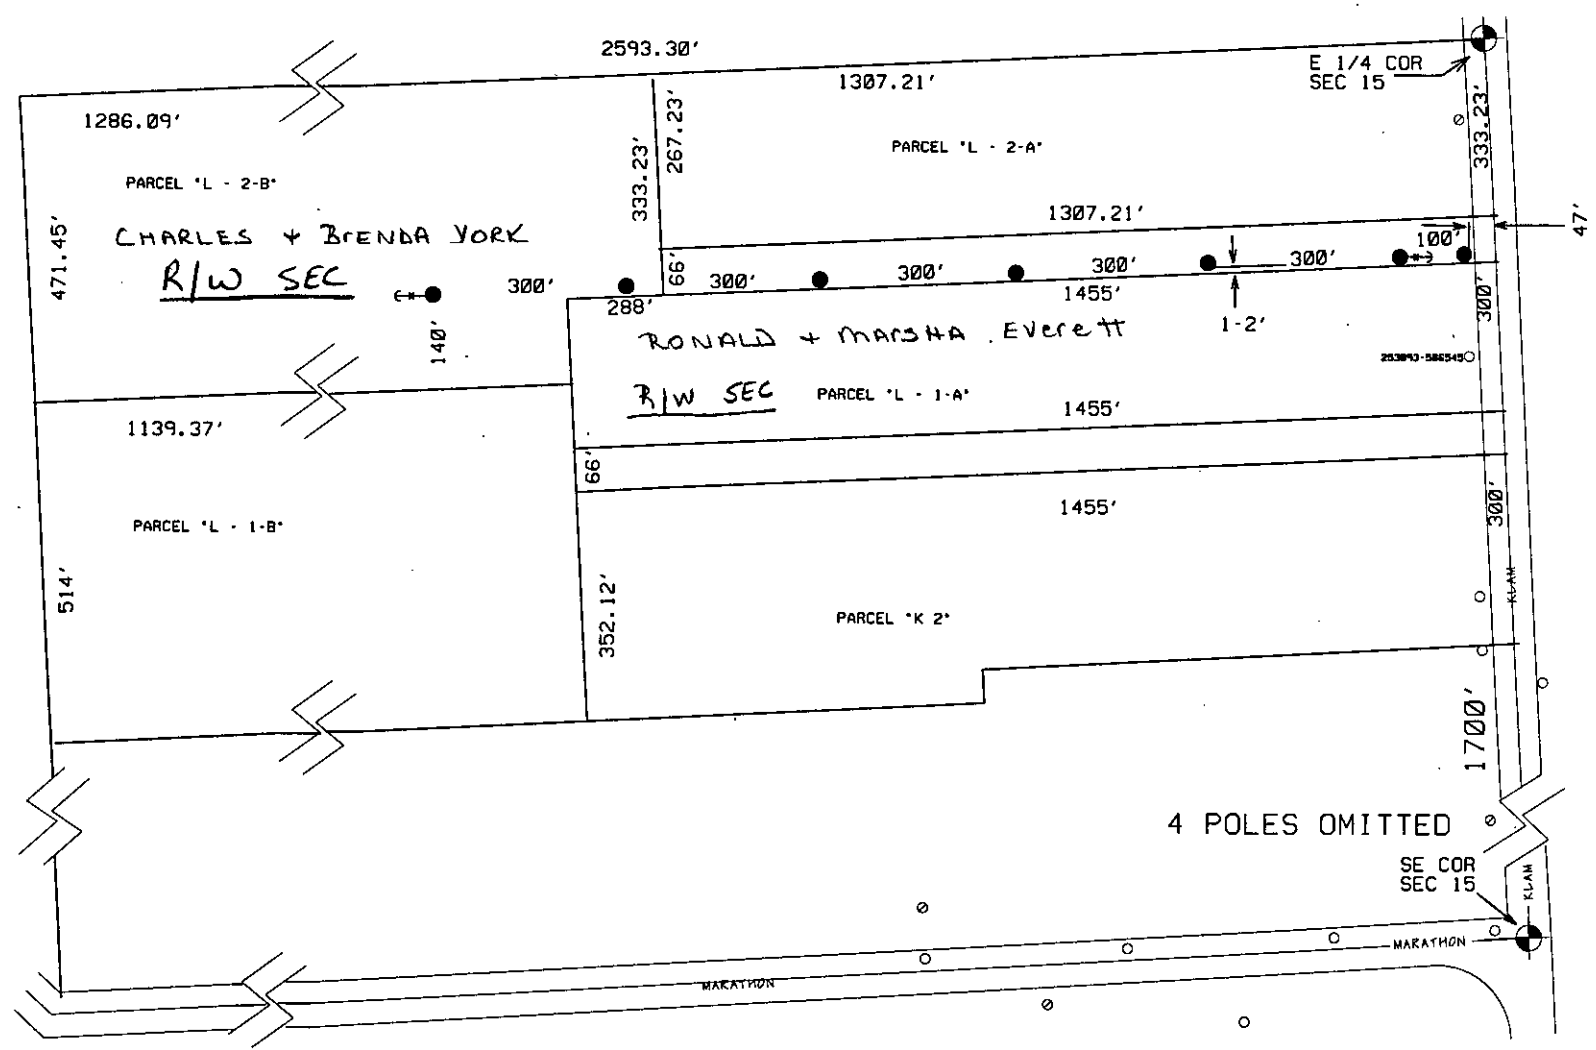 2593.30'
E 1/4 COR
SEC 15
1307.21'
1286.09'
267.23'
333.23'
333.23'
PARCEL "L - 2-A"
PARCEL "L - 2-B"
471.45'
CHARLES + BRENDA YORK
R/W SEC
1307.21'
47'
100'
66'
300'
300'
300'
300'
300'
288'
1455'
300'
1-2'
140'
RONALD + MARSHA Everett
R/W SEC
PARCEL "L - 1-A"
1455'
1139.37'
66'
1455'
300'
PARCEL "L - 1-B"
514'
352.12'
PARCEL "K 2"
KLAM
1700'
4 POLES OMITTED
SE COR
SEC 15
KLAM
MARATHON
MARATHON